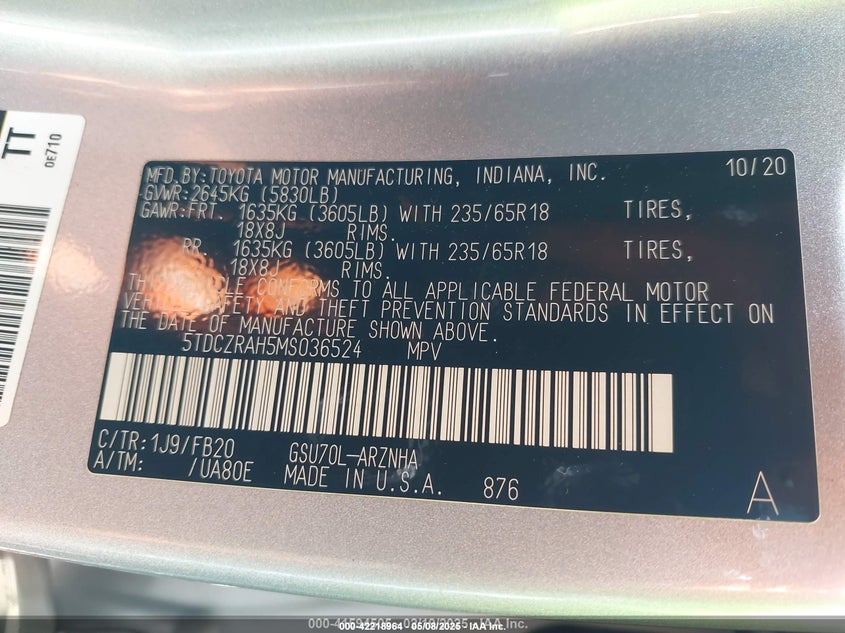 TT
0E710
MFD.BY:TOYOTA MOTOR MANUFACTURING, INDIANA, INC. 10/20
GVWR:2645KG (5830LB)
GAWR:FRT. 1635KG (3605LB) WITH 235/65R18 TIRES,
18X8J RIMS.
RR. 1635KG (3605LB) WITH 235/65R18 TIRES,
18X8J RIMS.
THIS VEHICLE CONFORMS TO ALL APPLICABLE FEDERAL MOTOR
VEHICLE SAFETY AND THEFT PREVENTION STANDARDS IN EFFECT ON
THE DATE OF MANUFACTURE SHOWN ABOVE.
5TDCZRAH5MS036524 MPV
C/TR:1J9/FB20 GSU70L-ARZNHA
A/TM: /UA80E MADE IN U.S.A. 876 A
000-42218964 05/08/2025 IAA Inc.